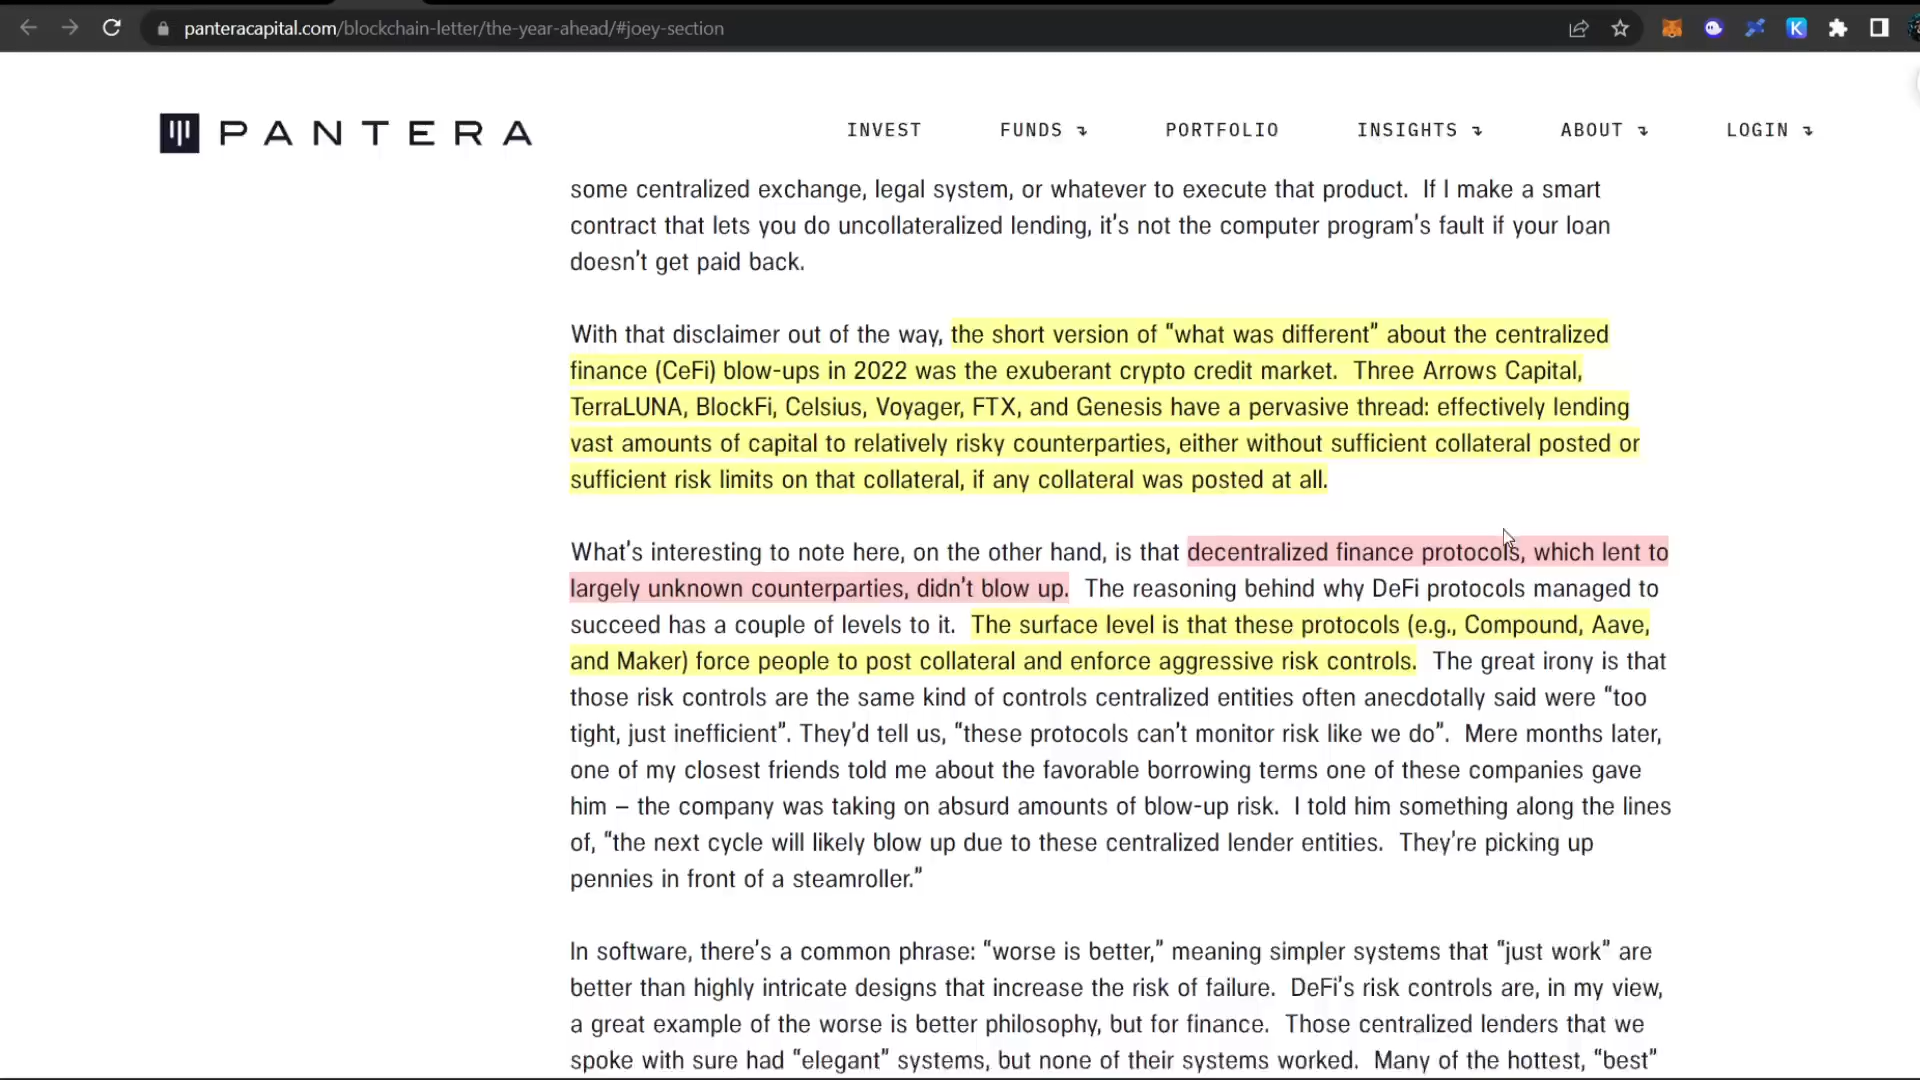 panteracapital.com/blockchain-letter/the-year-ahead/#joey-section
K
PANTERA
INVEST
FUNDS
PORTFOLIO
INSIGHTS
ABOUT
LOGIN
some centralized exchange, legal system, or whatever to execute that product.  If I make a smart
contract that lets you do uncollateralized lending, it’s not the computer program’s fault if your loan
doesn’t get paid back.
With that disclaimer out of the way, the short version of “what was different” about the centralized
finance (CeFi) blow-ups in 2022 was the exuberant crypto credit market.  Three Arrows Capital,
TerraLUNA, BlockFi, Celsius, Voyager, FTX, and Genesis have a pervasive thread: effectively lending
vast amounts of capital to relatively risky counterparties, either without sufficient collateral posted or
sufficient risk limits on that collateral, if any collateral was posted at all.
What’s interesting to note here, on the other hand, is that decentralized finance protocols, which lent to
largely unknown counterparties, didn’t blow up.  The reasoning behind why DeFi protocols managed to
succeed has a couple of levels to it.  The surface level is that these protocols (e.g., Compound, Aave,
and Maker) force people to post collateral and enforce aggressive risk controls.  The great irony is that
those risk controls are the same kind of controls centralized entities often anecdotally said were “too
tight, just inefficient”. They’d tell us, “these protocols can’t monitor risk like we do”.  Mere months later,
one of my closest friends told me about the favorable borrowing terms one of these companies gave
him – the company was taking on absurd amounts of blow-up risk.  I told him something along the lines
of, “the next cycle will likely blow up due to these centralized lender entities.  They’re picking up
pennies in front of a steamroller.”
In software, there’s a common phrase: “worse is better,” meaning simpler systems that “just work” are
better than highly intricate designs that increase the risk of failure.  DeFi’s risk controls are, in my view,
a great example of the worse is better philosophy, but for finance.  Those centralized lenders that we
spoke with sure had “elegant” systems, but none of their systems worked.  Many of the hottest, “best”